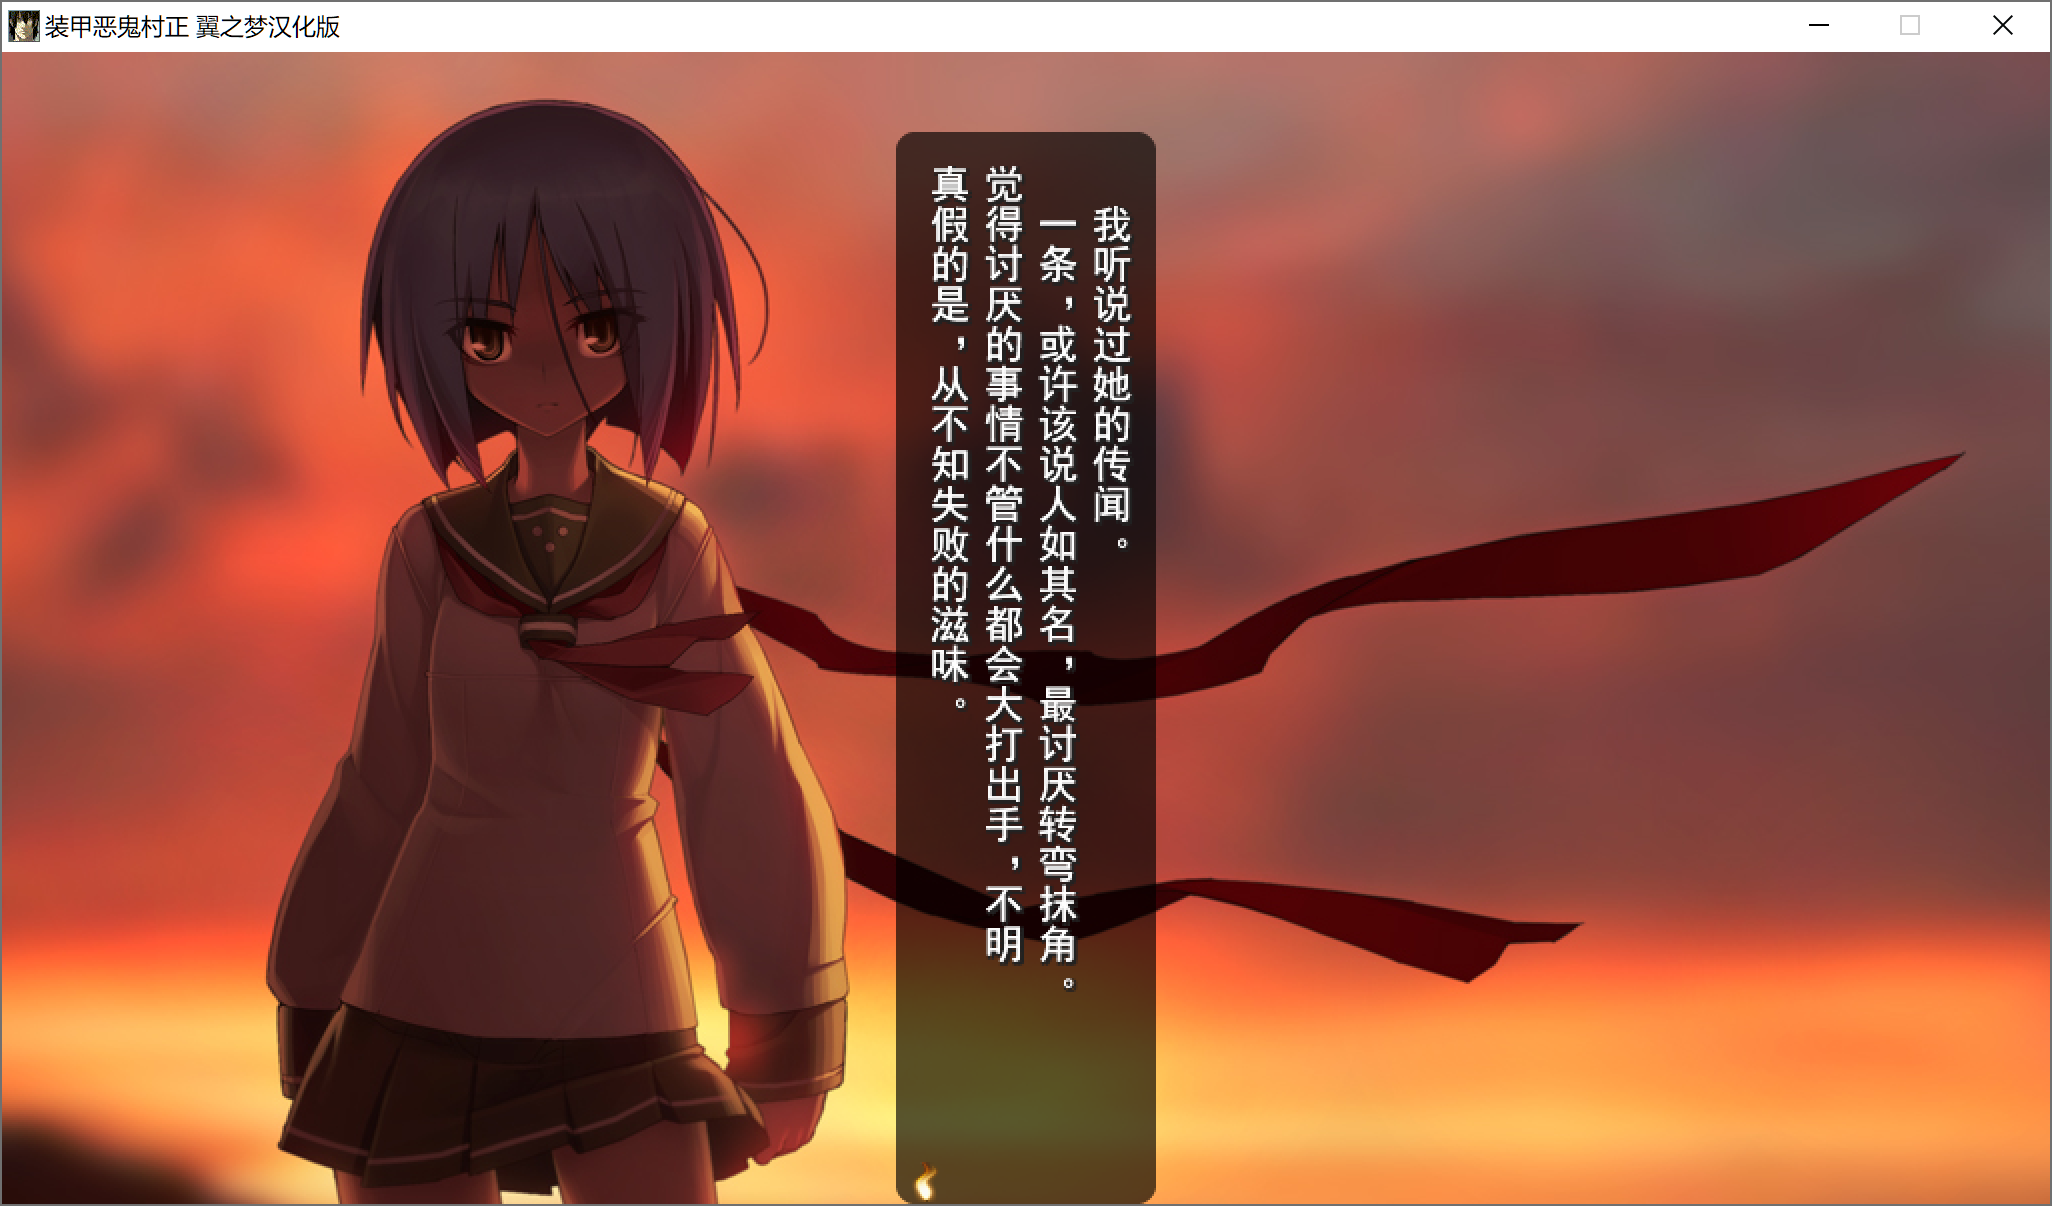 装甲恶鬼村正 翼之梦汉化版
我听说过她的传闻。
一条，或许该说人如其名，最讨厌转弯抹角。
觉得讨厌的事情不管什么都会大打出手，不明
真假的是，从不知失败的滋味。